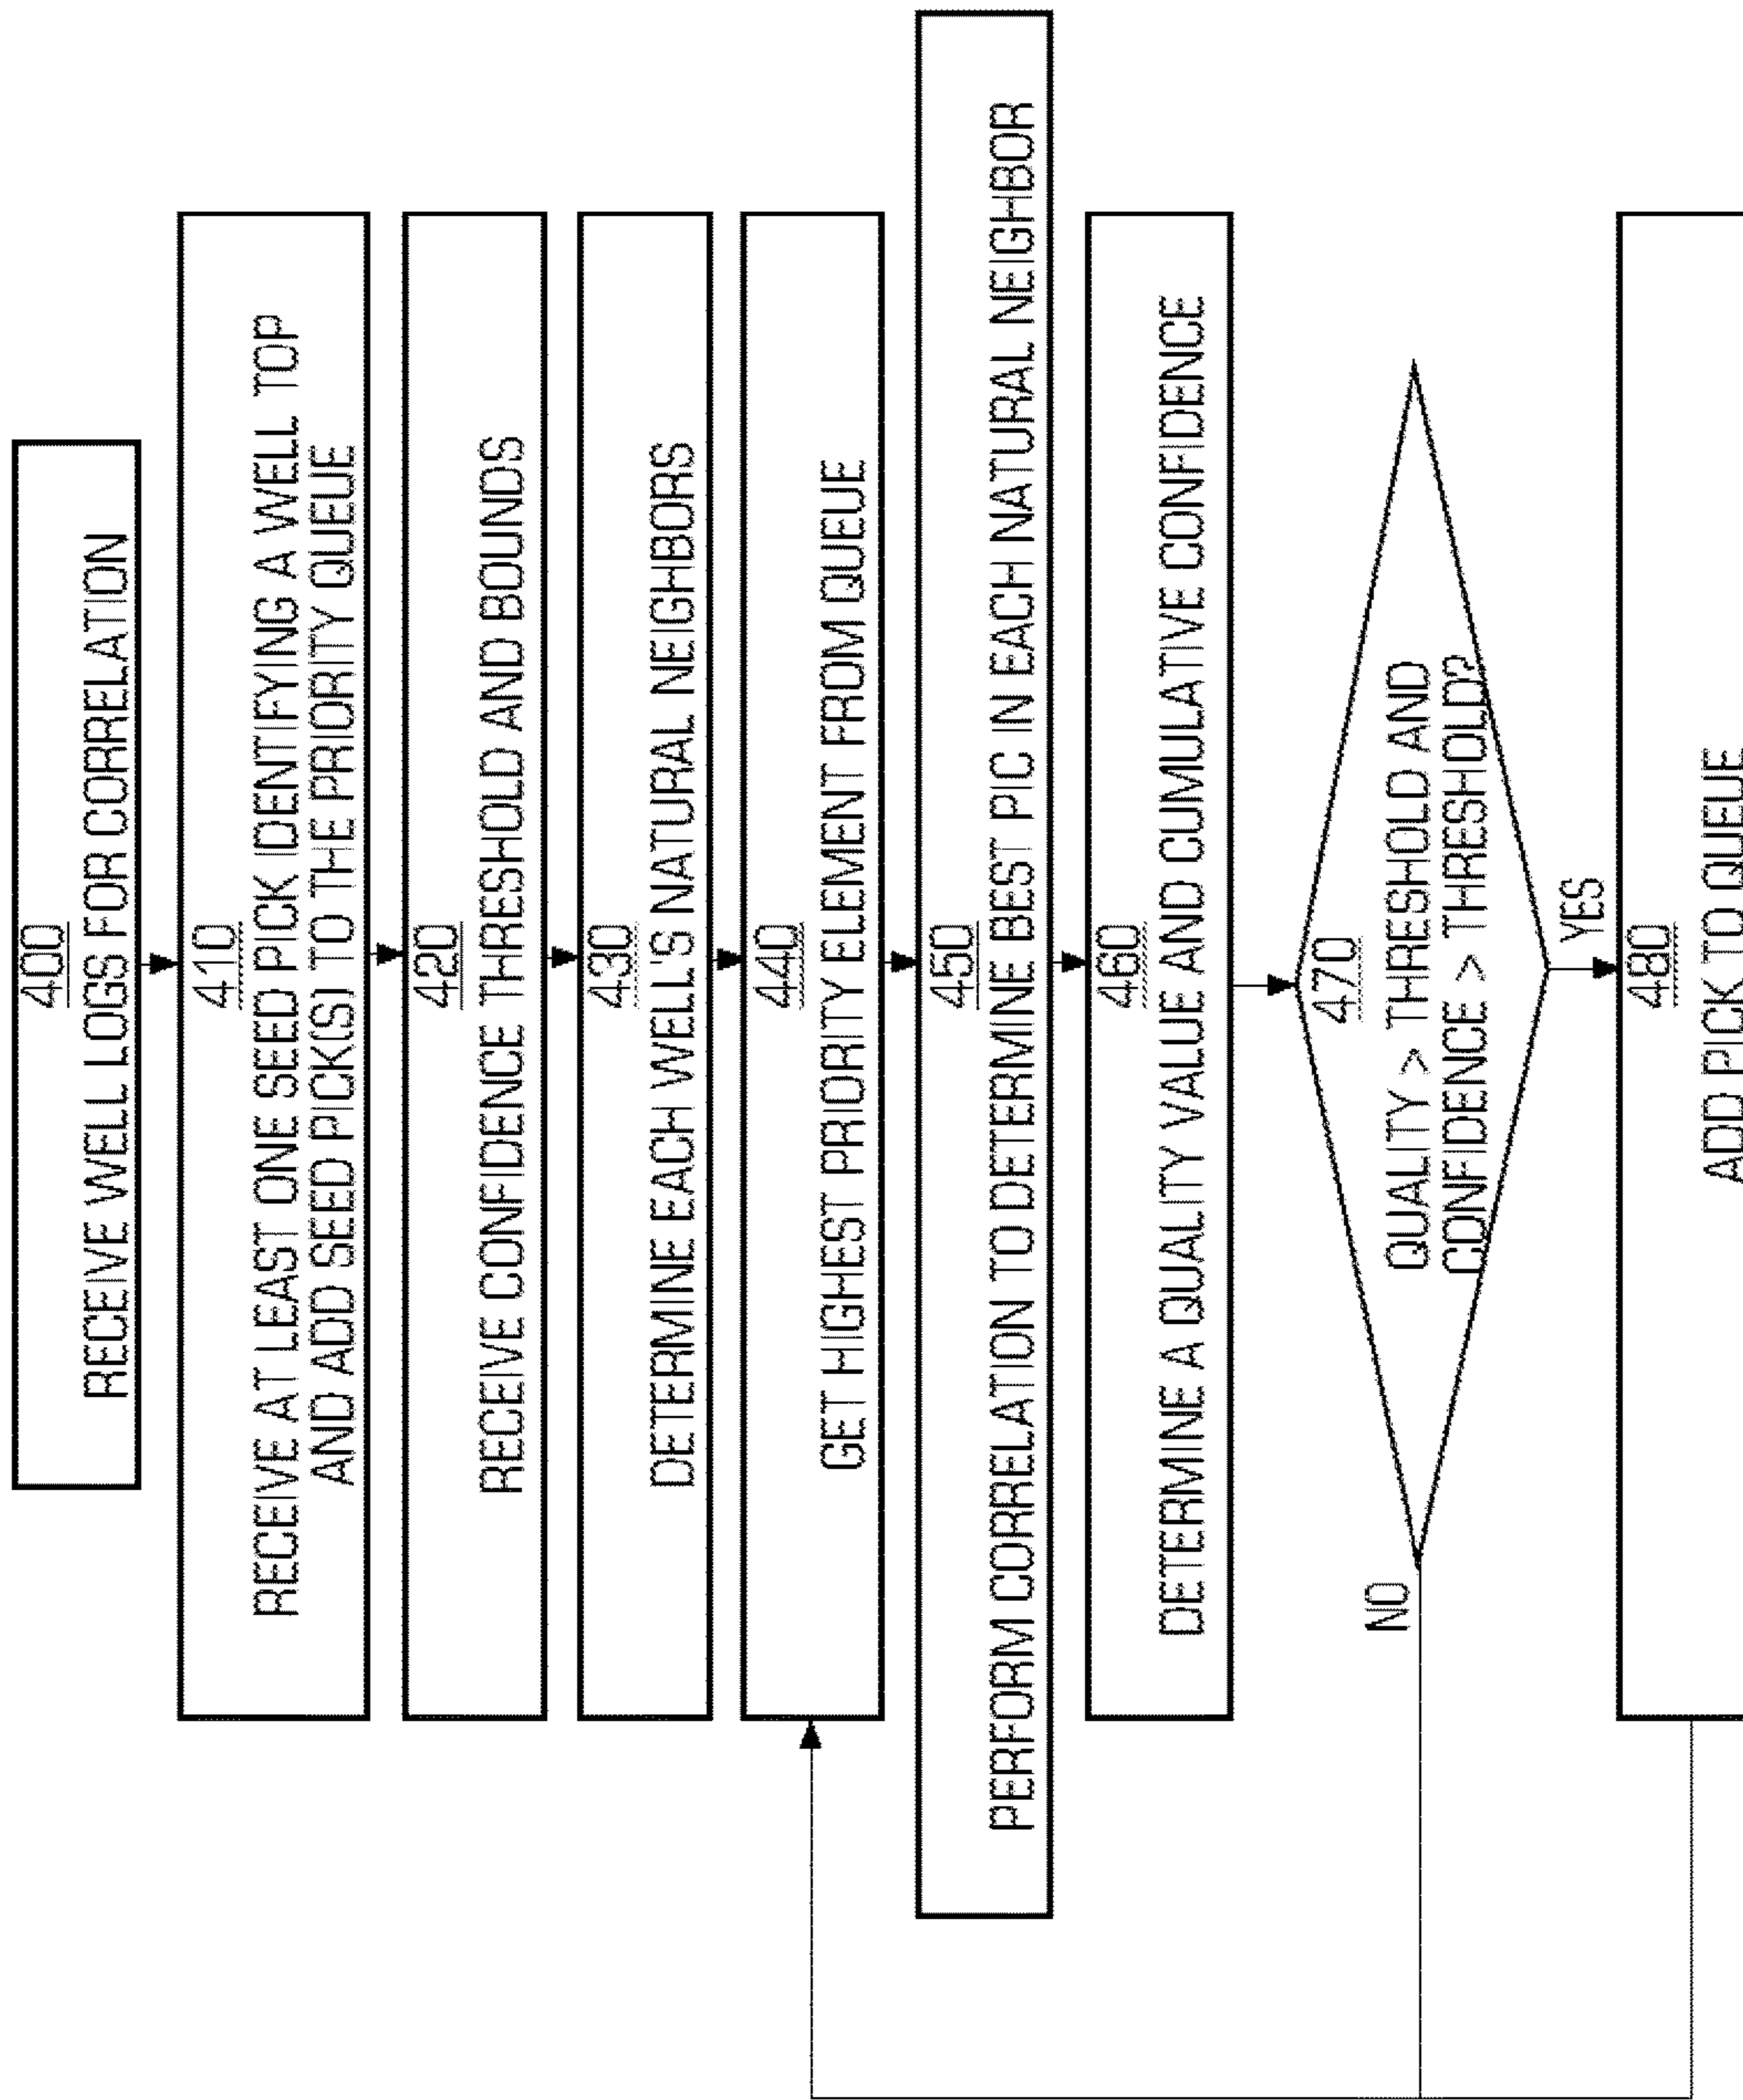 400
RECEIVE WELL LOGS FOR CORRELATION
410
RECEIVE AT LEAST ONE SEED PICK IDENTIFYING A WELL TOP
AND ADD SEED PICK(S) TO THE PRIORITY QUEUE
420
RECEIVE CONFIDENCE THRESHOLD AND BOUNDS
430
DETERMINE EACH WELL'S NATURAL NEIGHBORS
440
GET HIGHEST PRIORITY ELEMENT FROM QUEUE
450
PERFORM CORRELATION TO DETERMINE BEST PIC IN EACH NATURAL NEIGHBOR
460
DETERMINE A QUALITY VALUE AND CUMULATIVE CONFIDENCE
470
QUALITY > THRESHOLD AND
CONFIDENCE > THRESHOLD?
NO
YES
480
ADD PICK TO QUEUE